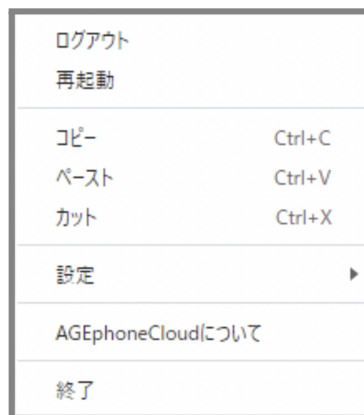 ログアウト
再起動
コピー Ctrl+C
ペースト Ctrl+V
カット Ctrl+X
設定
AGEphoneCloudについて
終了